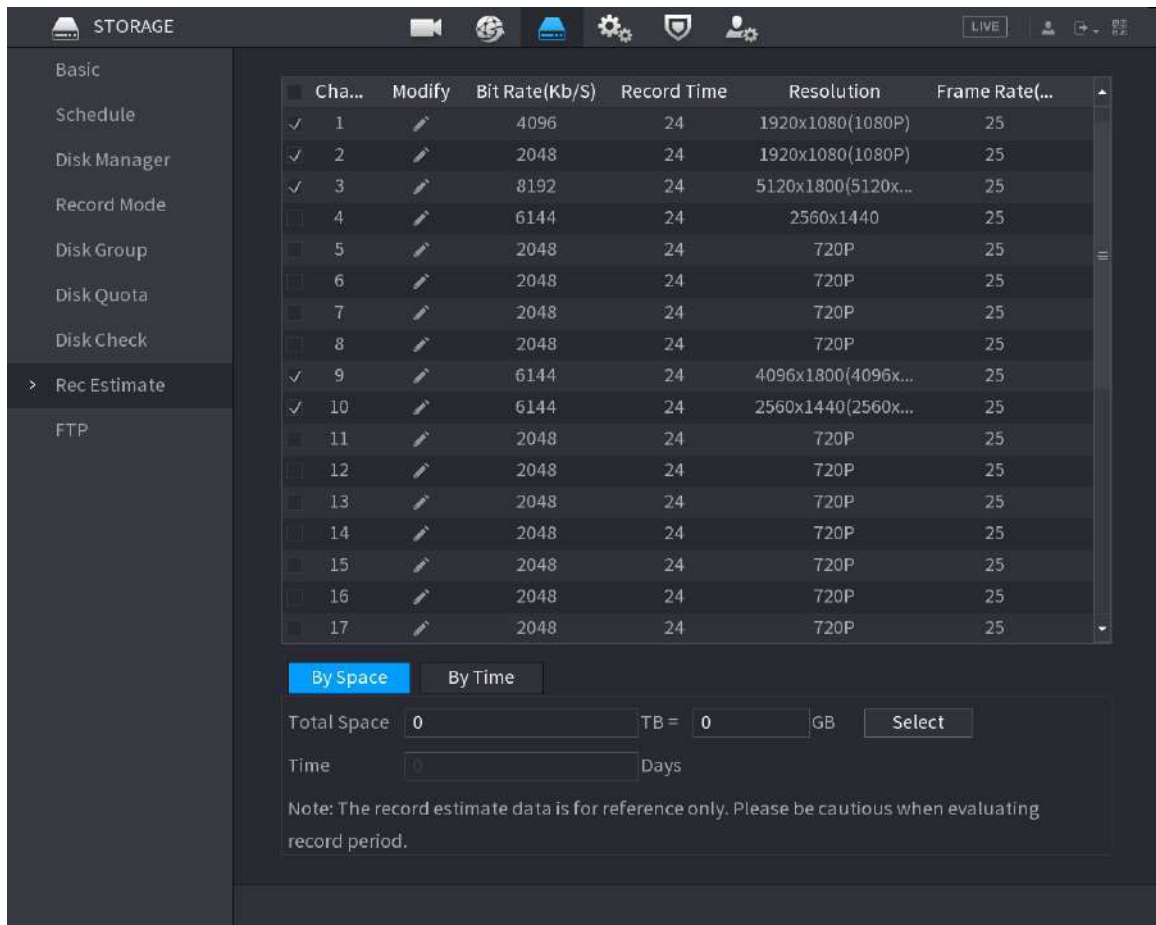 STORAGE LIVE
Basic
Schedule
Disk Manager
Record Mode
Disk Group
Disk Quota
Disk Check
> Rec Estimate
FTP
Cha... Modify Bit Rate(Kb/S) Record Time Resolution Frame Rate(...
1 4096 24 1920x1080(1080P) 25
2 2048 24 1920x1080(1080P) 25
3 8192 24 5120x1800(5120x... 25
4 6144 24 2560x1440 25
5 2048 24 720P 25
6 2048 24 720P 25
7 2048 24 720P 25
8 2048 24 720P 25
9 6144 24 4096x1800(4096x... 25
10 6144 24 2560x1440(2560x... 25
11 2048 24 720P 25
12 2048 24 720P 25
13 2048 24 720P 25
14 2048 24 720P 25
15 2048 24 720P 25
16 2048 24 720P 25
17 2048 24 720P 25
By Space By Time
Total Space 0 TB = 0 GB Select
Time 0 Days
Note: The record estimate data is for reference only. Please be cautious when evaluating
record period.